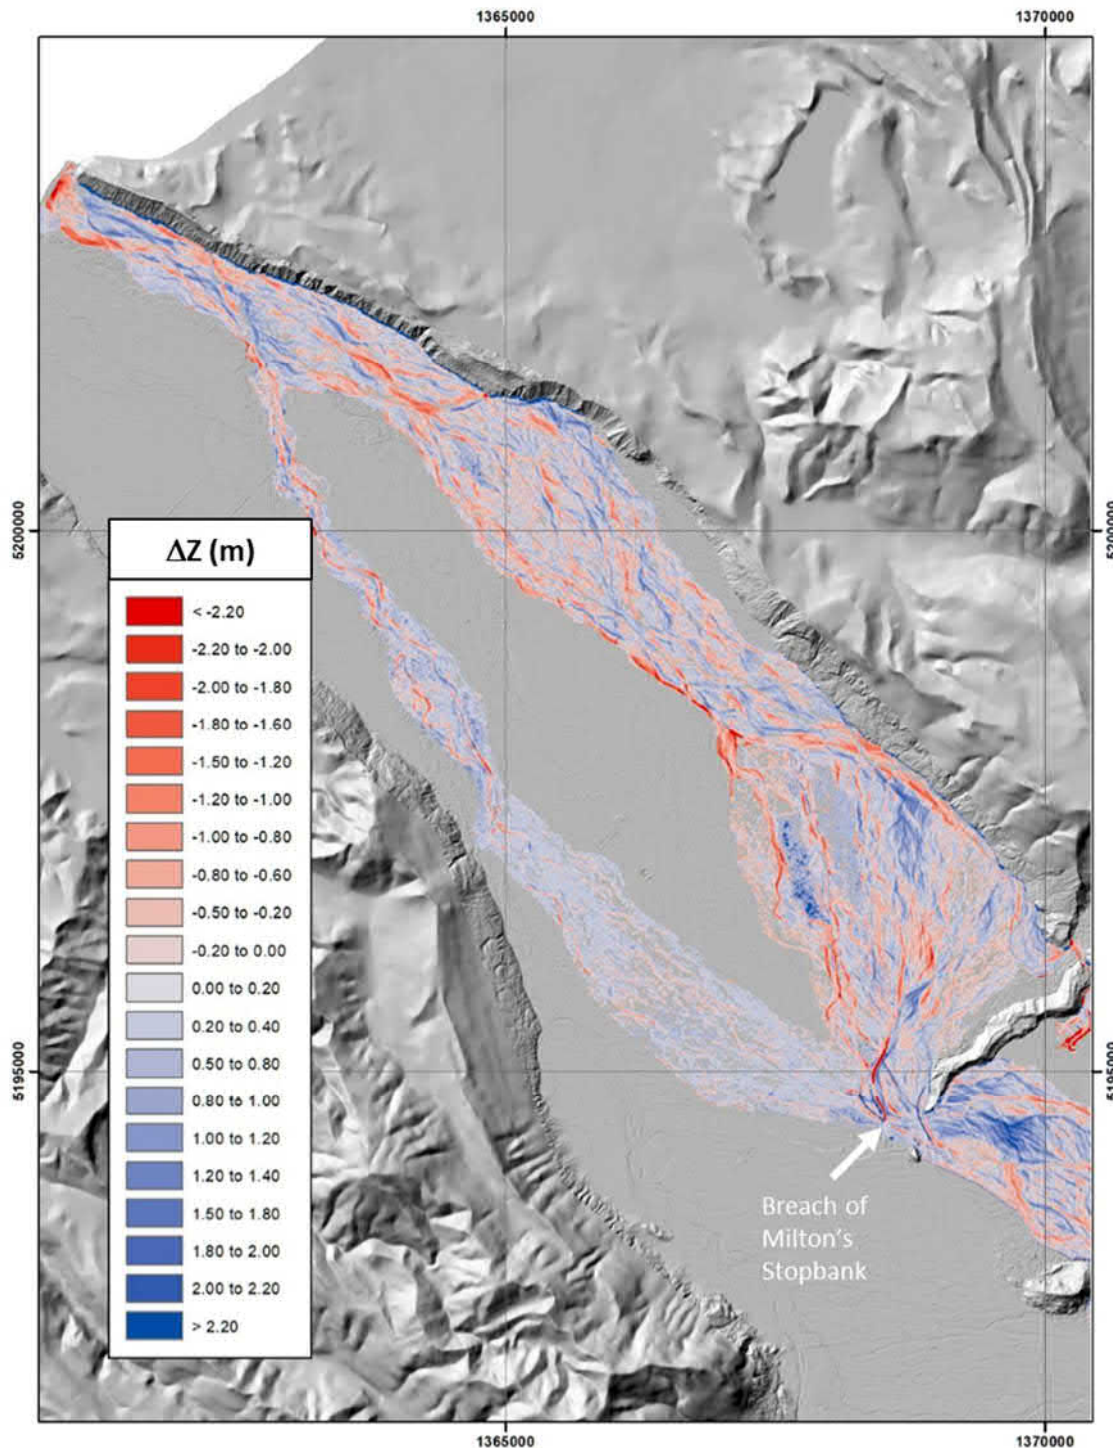 1365000 1370000
5200000 5200000
ΔZ (m)
< -2.20
-2.20 to -2.00
-2.00 to -1.80
-1.80 to -1.60
-1.50 to -1.20
-1.20 to -1.00
-1.00 to -0.80
-0.80 to -0.60
-0.50 to -0.20
-0.20 to 0.00
0.00 to 0.20
0.20 to 0.40
0.50 to 0.80
0.80 to 1.00
1.00 to 1.20
1.20 to 1.40
1.50 to 1.80
1.80 to 2.00
2.00 to 2.20
> 2.20
5195000 5195000
Breach of
Milton's
Stopbank
1365000 1370000